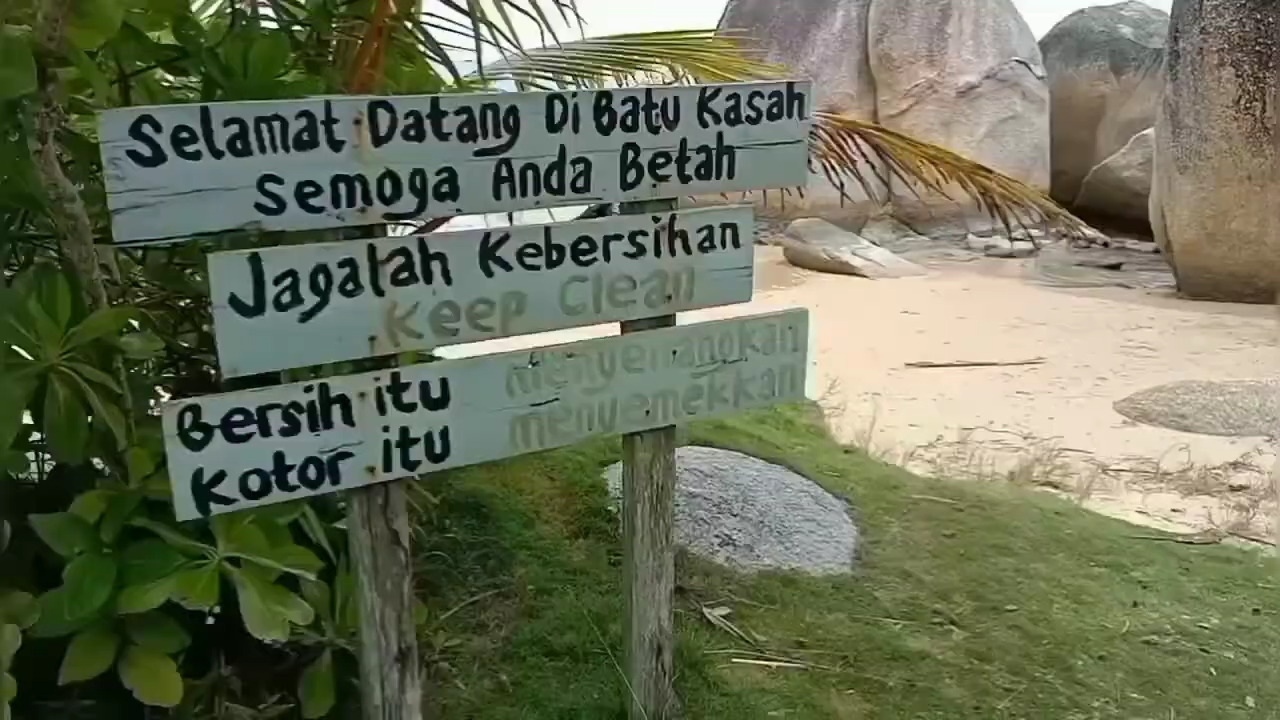 Selamat Datang Di Batu Kasah
Semoga Anda Betah
Jagalah Kebersihan
Keep Clean
Bersih itu menyenangkan
Kotor itu menyemekkan